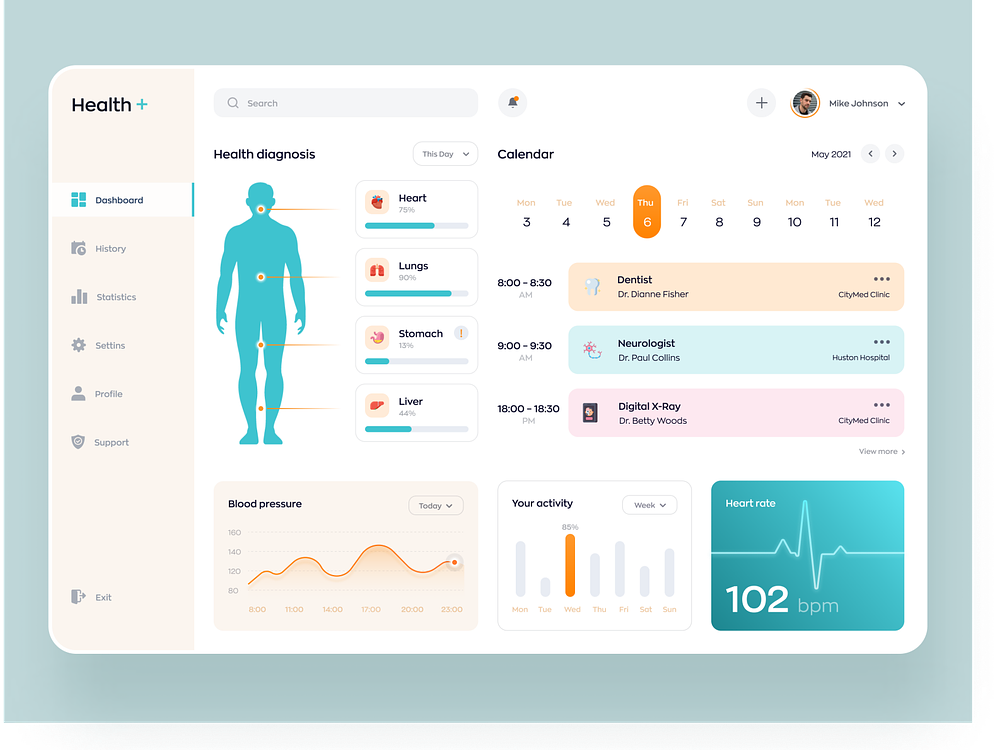 Health +
Dashboard
History
Statistics
Settins
Profile
Support
Exit
Search
Mike Johnson
Health diagnosis
This Day
Heart
75%
Lungs
90%
Stomach
!
13%
Liver
44%
Calendar
May 2021
Mon Tue Wed Thu Fri Sat Sun Mon Tue Wed
3 4 5 6 7 8 9 10 11 12
8:00 – 8:30
AM
Dentist
Dr. Dianne Fisher
CityMed Clinic
9:00 – 9:30
AM
Neurologist
Dr. Paul Collins
Huston Hospital
18:00 – 18:30
PM
Digital X-Ray
Dr. Betty Woods
CityMed Clinic
View more
Blood pressure
Today
160
140
120
80
8:00 11:00 14:00 17:00 20:00 23:00
Your activity
Week
85%
Mon Tue Wed Thu Fri Sat Sun
Heart rate
102 bpm